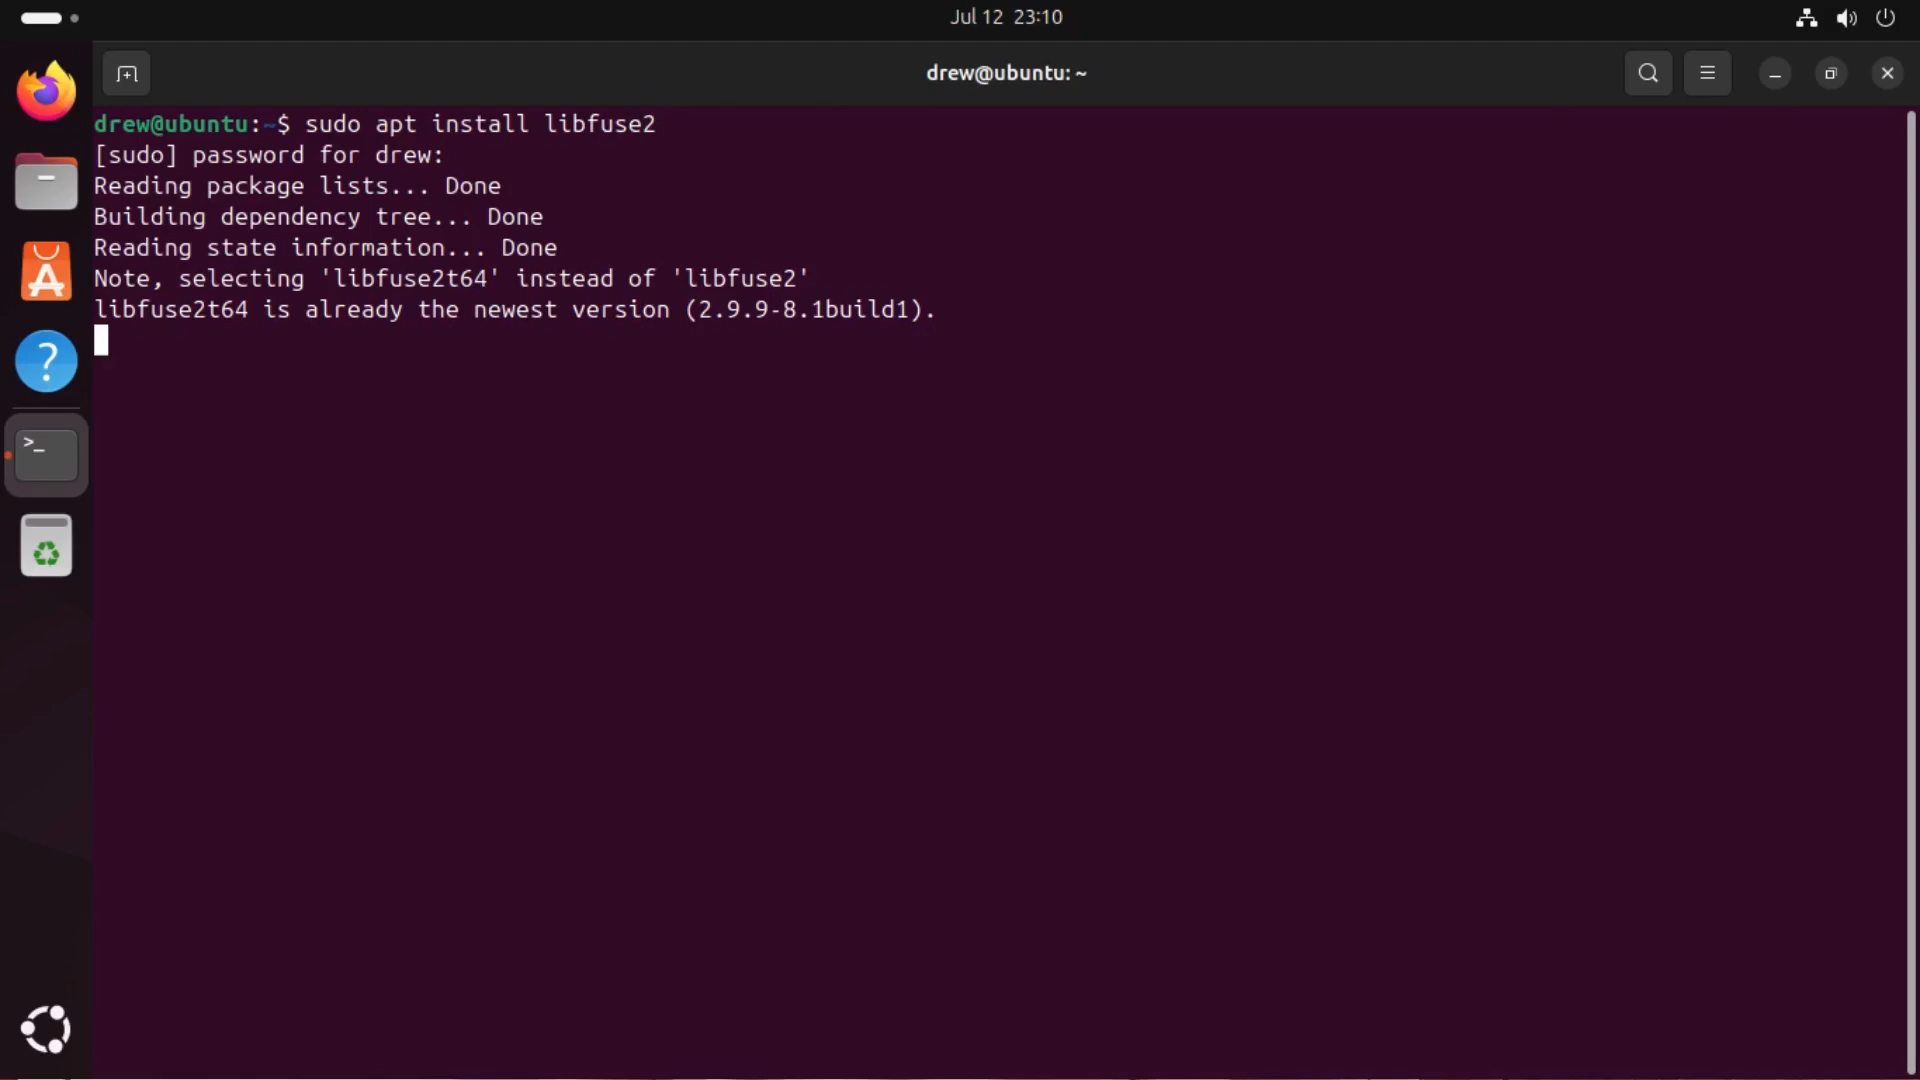 Jul 12 23:10
drew@ubuntu: ~
drew@ubuntu:~$ sudo apt install libfuse2
[sudo] password for drew:
Reading package lists... Done
Building dependency tree... Done
Reading state information... Done
Note, selecting 'libfuse2t64' instead of 'libfuse2'
libfuse2t64 is already the newest version (2.9.9-8.1build1).